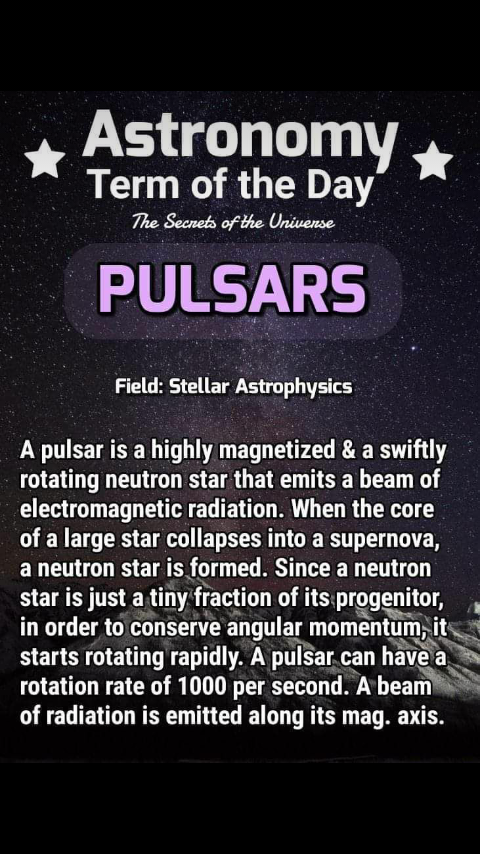 Astronomy
Term of the Day
The Secrets of the Universe
PULSARS
Field: Stellar Astrophysics
A pulsar is a highly magnetized & a swiftly
rotating neutron star that emits a beam of
electromagnetic radiation. When the core
of a large star collapses into a supernova,
a neutron star is formed. Since a neutron
star is just a tiny fraction of its progenitor,
in order to conserve angular momentum, it
starts rotating rapidly. A pulsar can have a
rotation rate of 1000 per second. A beam
of radiation is emitted along its mag. axis.